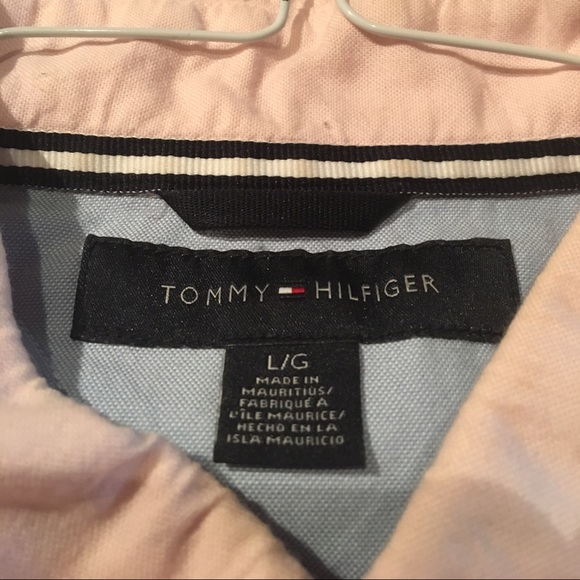 TOMMY HILFIGER
L/G
MADE IN
MAURITIUS/
FABRIQUÉ À
L'ÎLE MAURICE/
HECHO EN LA
ISLA MAURICIO